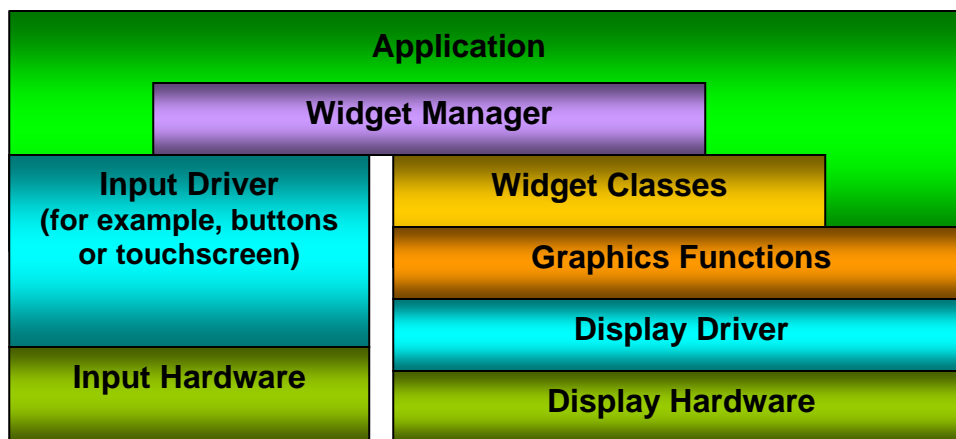 Application
Widget Manager
Input Driver
(for example, buttons
or touchscreen)
Input Hardware
Widget Classes
Graphics Functions
Display Driver
Display Hardware